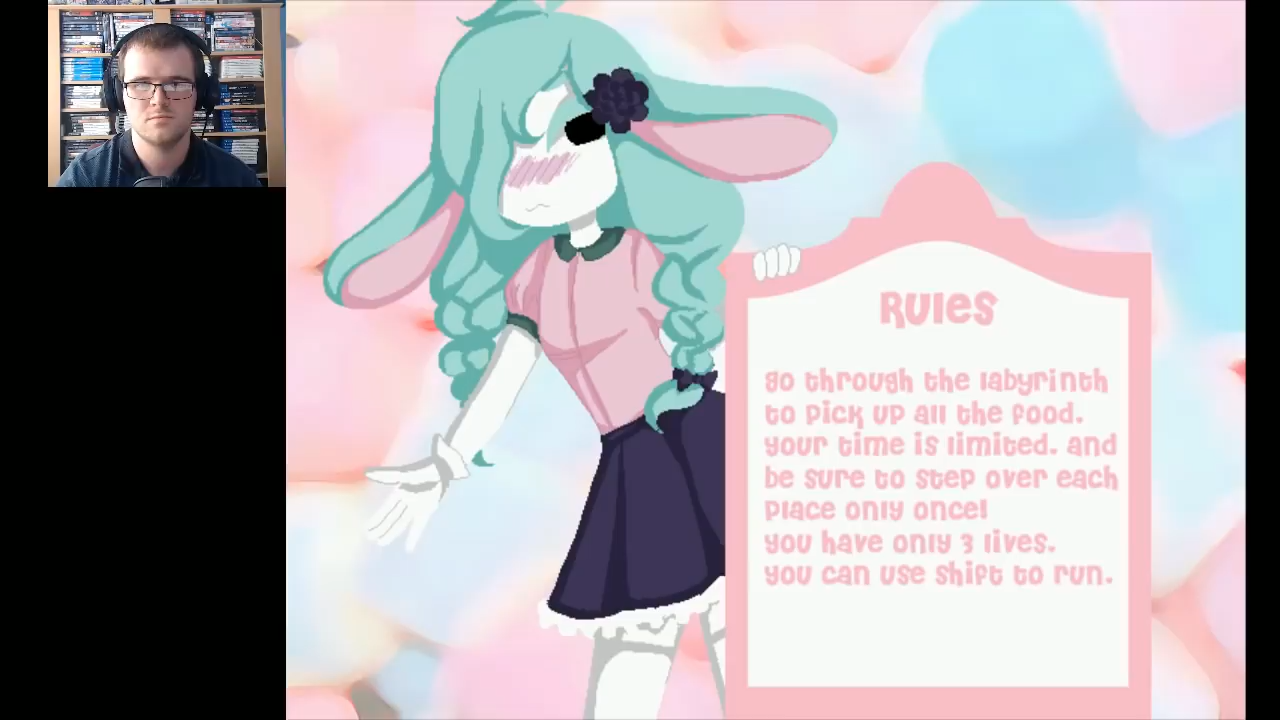 Rules
go through the labyrinth
to pick up all the food.
your time is limited. and
be sure to step over each
place only once!
you have only 3 lives.
you can use shift to run.